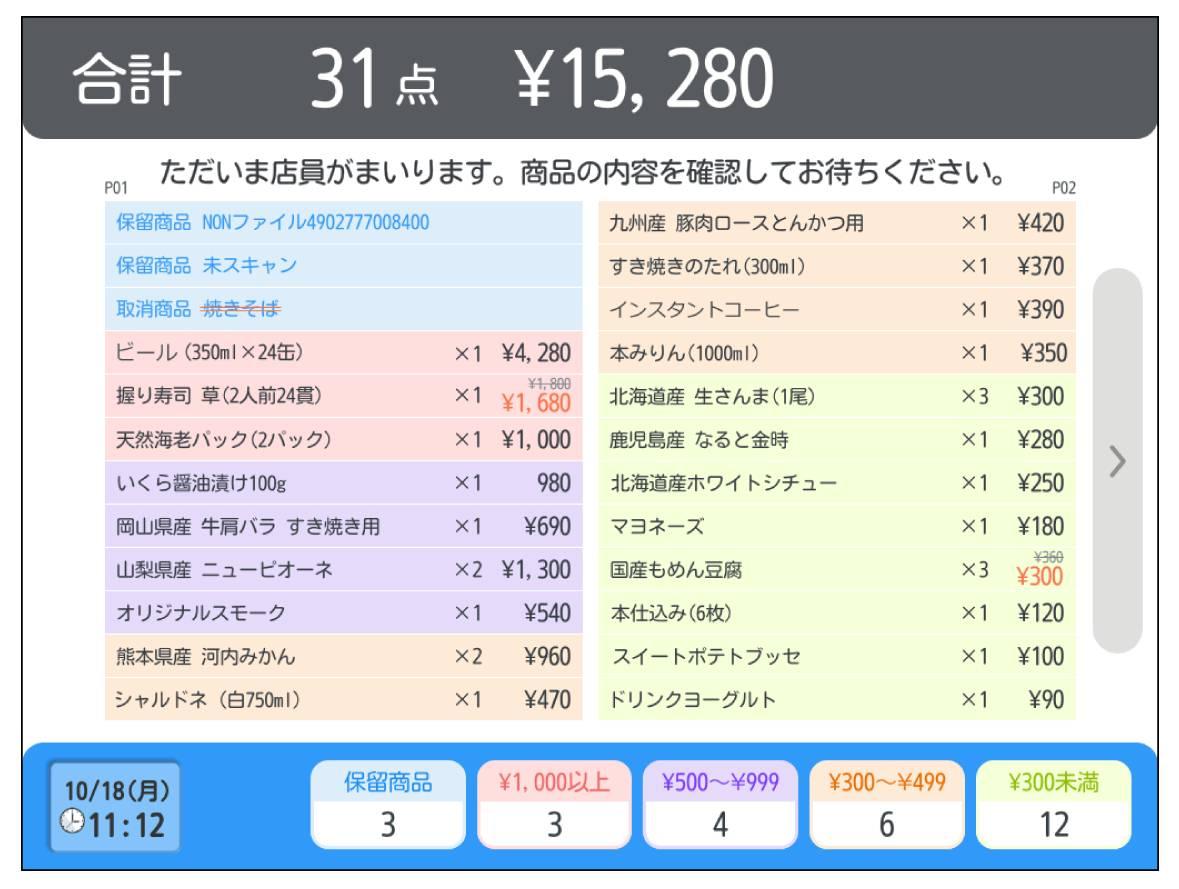 合計 31点 ¥15,280
ただいま店員がまいります。商品の内容を確認してお待ちください。
P01
保留商品 NONファイル4902777008400
保留商品 未スキャン
取消商品 焼きそば
ビール (350ml×24缶) ×1 ¥4,280
握り寿司 草(2人前24貫) ×1 ¥1,800 ¥1,680
天然海老パック(2パック) ×1 ¥1,000
いくら醤油漬け100g ×1 980
岡山県産 牛肩バラ すき焼き用 ×1 ¥690
山梨県産 ニューピオーネ ×2 ¥1,300
オリジナルスモーク ×1 ¥540
熊本県産 河内みかん ×2 ¥960
シャルドネ (白750ml) ×1 ¥470
P02
九州産 豚肉ロースとんかつ用 ×1 ¥420
すき焼きのたれ(300ml) ×1 ¥370
インスタントコーヒー ×1 ¥390
本みりん(1000ml) ×1 ¥350
北海道産 生さんま(1尾) ×3 ¥300
鹿児島産 なると金時 ×1 ¥280
北海道産ホワイトシチュー ×1 ¥250
マヨネーズ ×1 ¥180
国産もめん豆腐 ×3 ¥360 ¥300
本仕込み(6枚) ×1 ¥120
スイートポテトブッセ ×1 ¥100
ドリンクヨーグルト ×1 ¥90
10/18(月)
11:12
保留商品 3
¥1,000以上 3
¥500～¥999 4
¥300～¥499 6
¥300未満 12